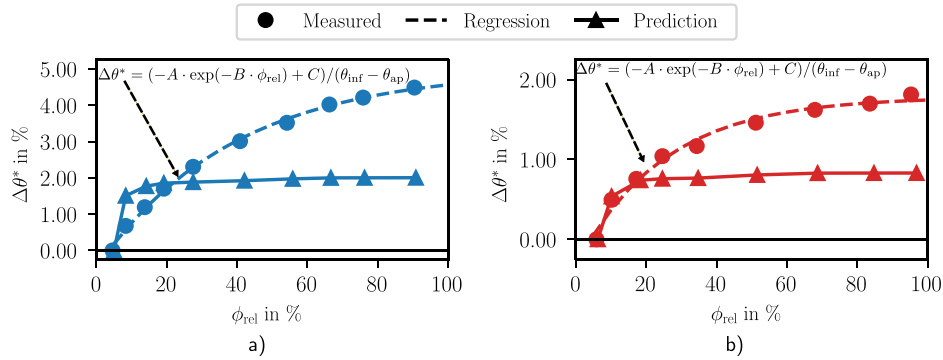 Measured Regression Prediction
Δθ* = (−A · exp(−B · ϕrel) + C)/(θinf − θap)
5.00
4.00
3.00
2.00
1.00
0.00
Δθ* in %
0 20 40 60 80 100
ϕrel in %
a)
Δθ* = (−A · exp(−B · ϕrel) + C)/(θinf − θap)
2.00
1.00
0.00
Δθ* in %
0 20 40 60 80 100
ϕrel in %
b)